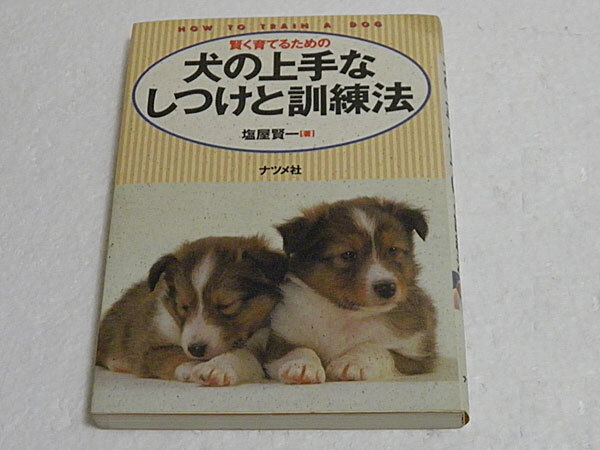 HOW TO TRAIN A DOG
賢く育てるための
犬の上手な
しつけと訓練法
塩屋賢一[著]
ナツメ社